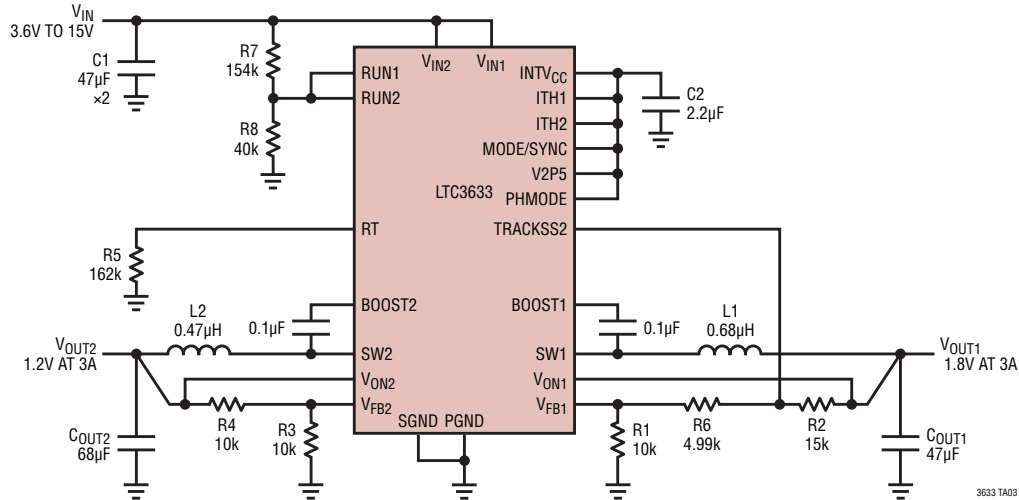 VIN
3.6V TO 15V
C1
47µF
×2
R7
154k
R8
40k
VIN2
VIN1
RUN1
RUN2
INTVCC
ITH1
ITH2
MODE/SYNC
V2P5
PHMODE
C2
2.2µF
LTC3633
RT
TRACKSS2
R5
162k
BOOST2
BOOST1
L2
0.47µH
0.1µF
0.1µF
L1
0.68µH
VOUT2
1.2V AT 3A
SW2
SW1
VOUT1
1.8V AT 3A
VON2
VON1
VFB2
VFB1
SGND PGND
COUT2
68µF
R4
10k
R3
10k
R1
10k
R6
4.99k
R2
15k
COUT1
47µF
3633 TA03